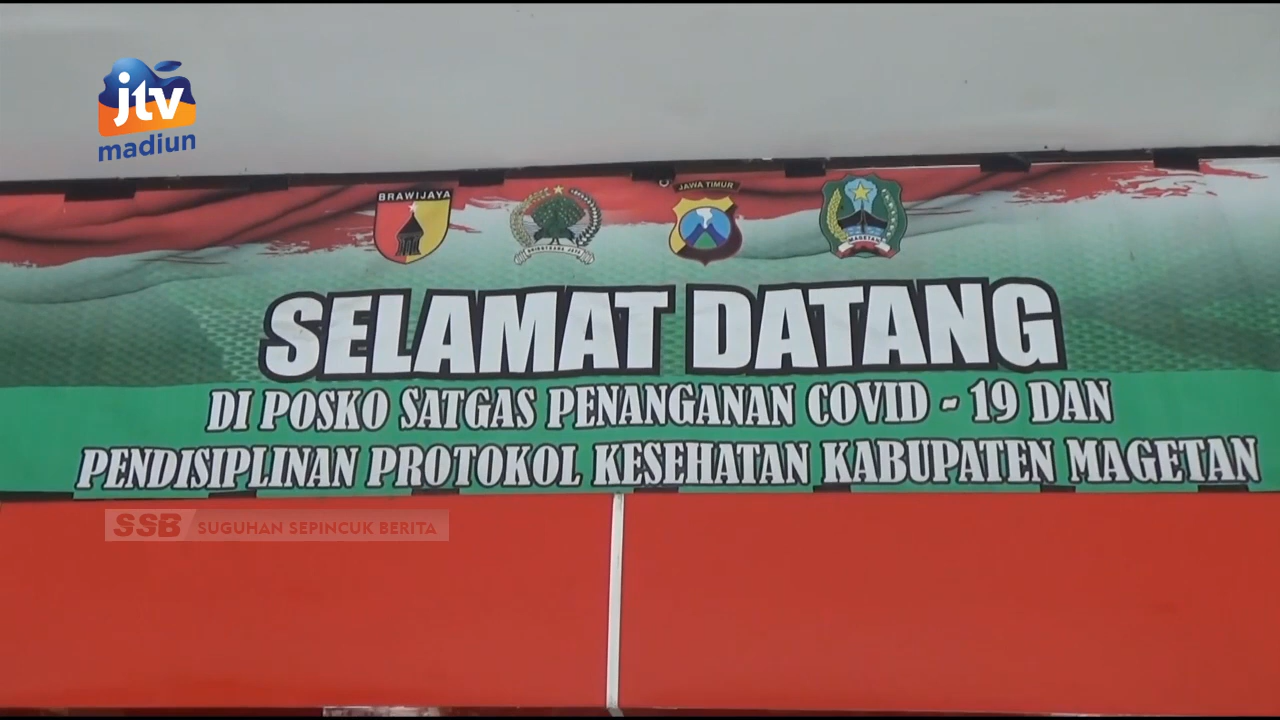 jtv
madiun
BRAWIJAYA
JAWA TIMUR
MAGETAN
SELAMAT DATANG
DI POSKO SATGAS PENANGANAN COVID - 19 DAN
PENDISIPLINAN PROTOKOL KESEHATAN KABUPATEN MAGETAN
SSB SUGUHAN SEPINCUK BERITA